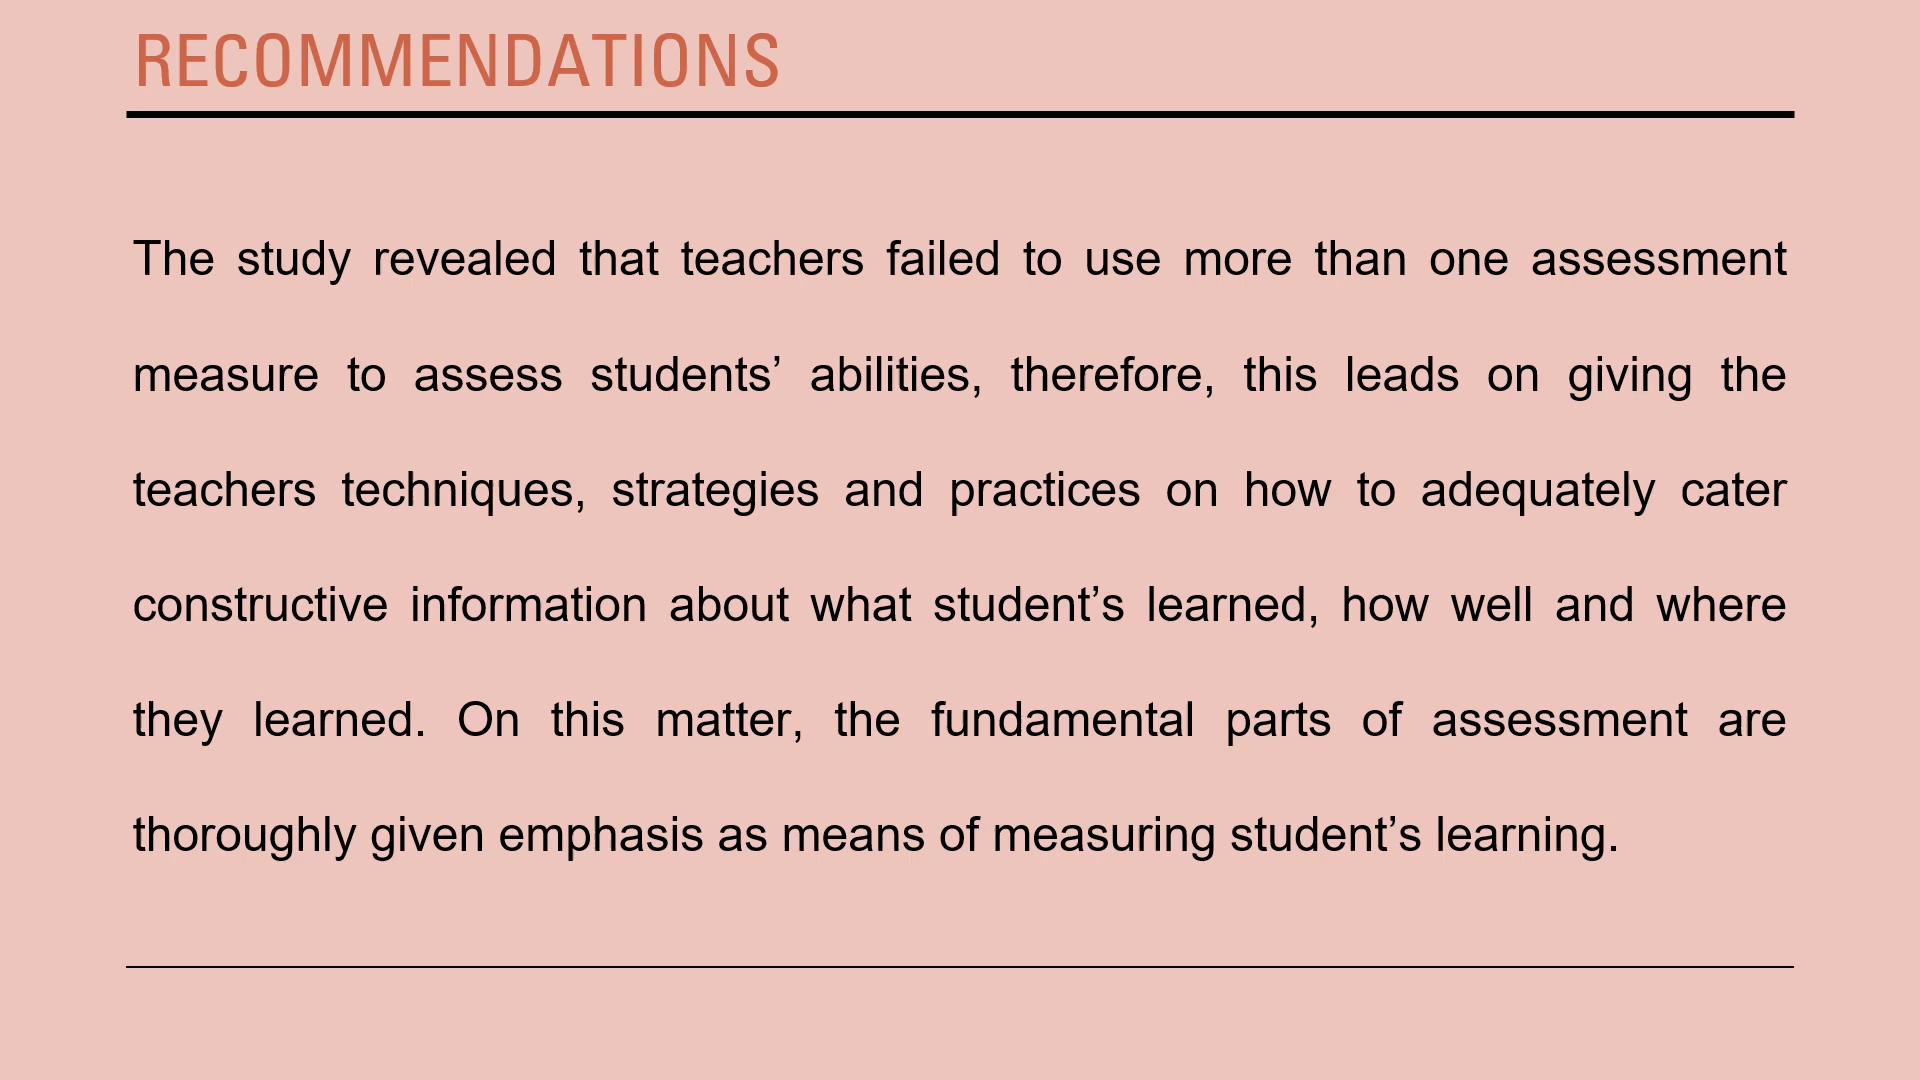 RECOMMENDATIONS
The study revealed that teachers failed to use more than one assessment
measure to assess students’ abilities, therefore, this leads on giving the
teachers techniques, strategies and practices on how to adequately cater
constructive information about what student’s learned, how well and where
they learned. On this matter, the fundamental parts of assessment are
thoroughly given emphasis as means of measuring student’s learning.